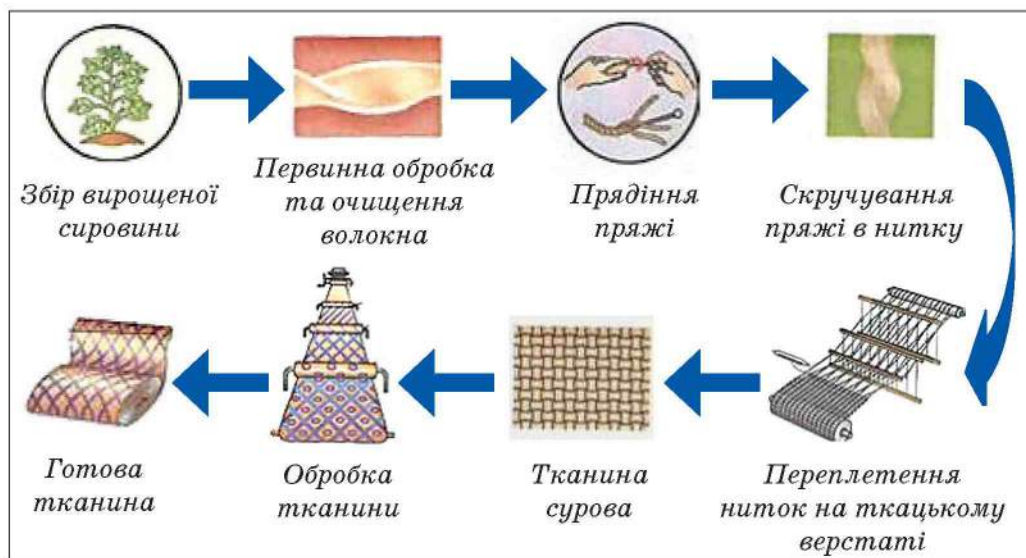 Збір вирощеної
сировини
Первинна обробка
та очищення
волокна
Прядіння
пряжі
Скручування
пряжі в нитку
Переплетення
ниток на ткацькому
верстаті
Тканина
сурова
Обробка
тканини
Готова
тканина